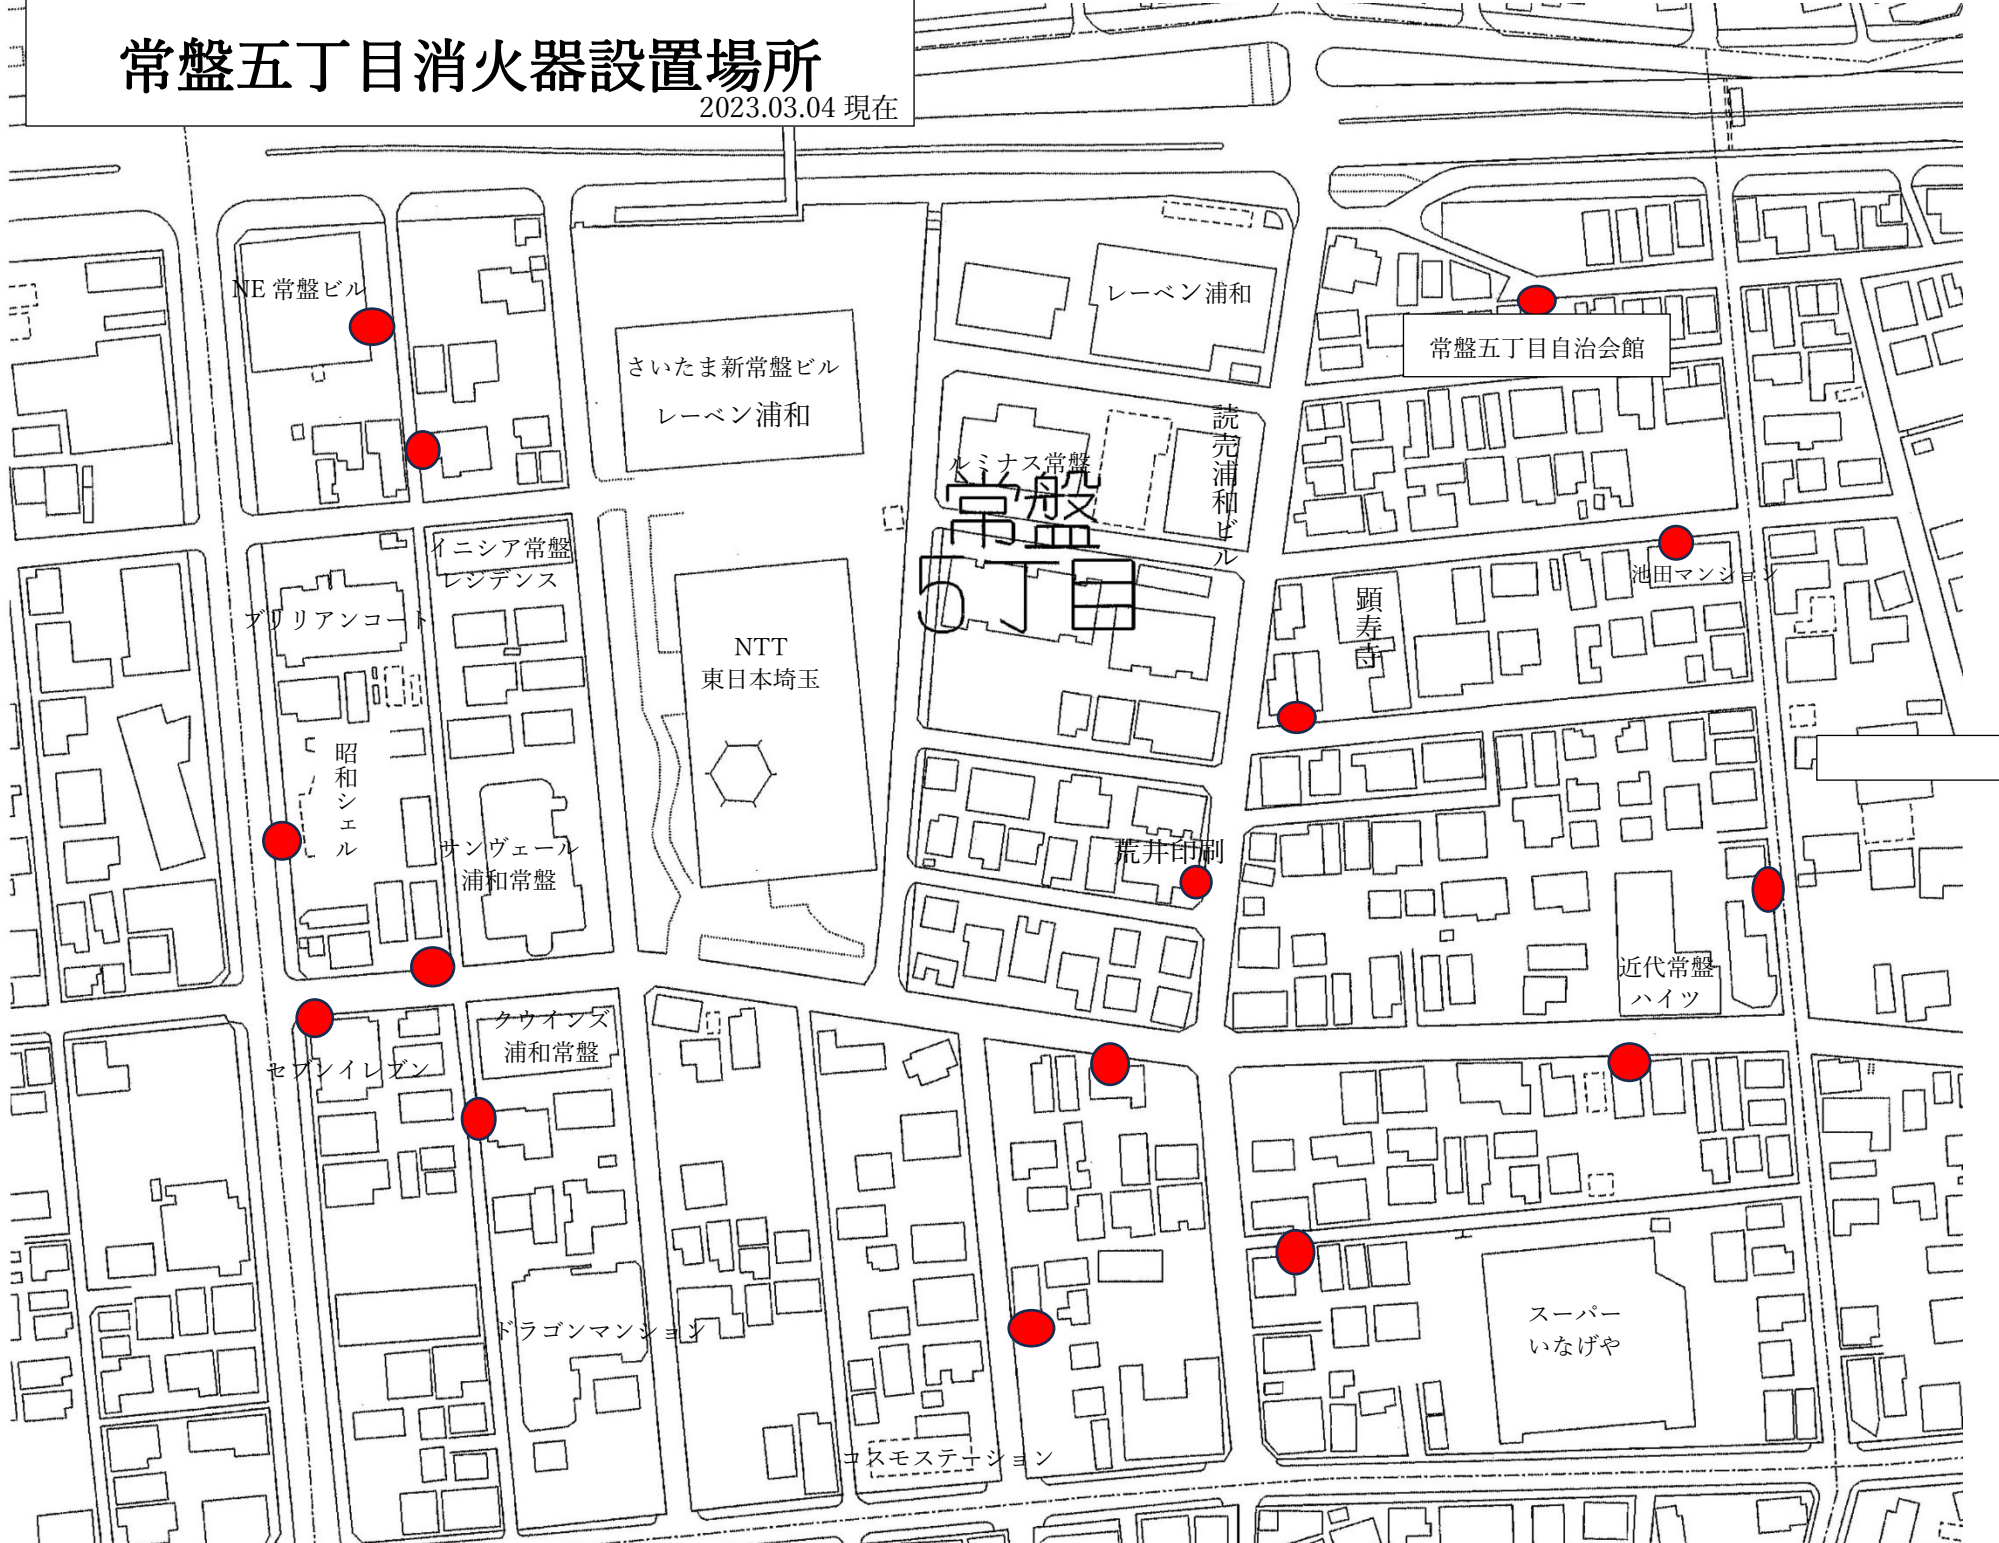 常盤五丁目消火器設置場所
2023.03.04 現在
NE 常盤ビル
レーベン浦和
常盤五丁目自治会館
さいたま新常盤ビル
レーベン浦和
読売浦和ビル
ルミナス常盤
常盤
5丁目
イニシア常盤
レジデンス
池田マンション
ブリリアンコート
顕寿寺
NTT
東日本埼玉
昭和シェル
サンヴェール
浦和常盤
荒井印刷
近代常盤
ハイツ
クウインズ
浦和常盤
セブンイレブン
ドラゴンマンション
スーパー
いなげや
コスモステーション